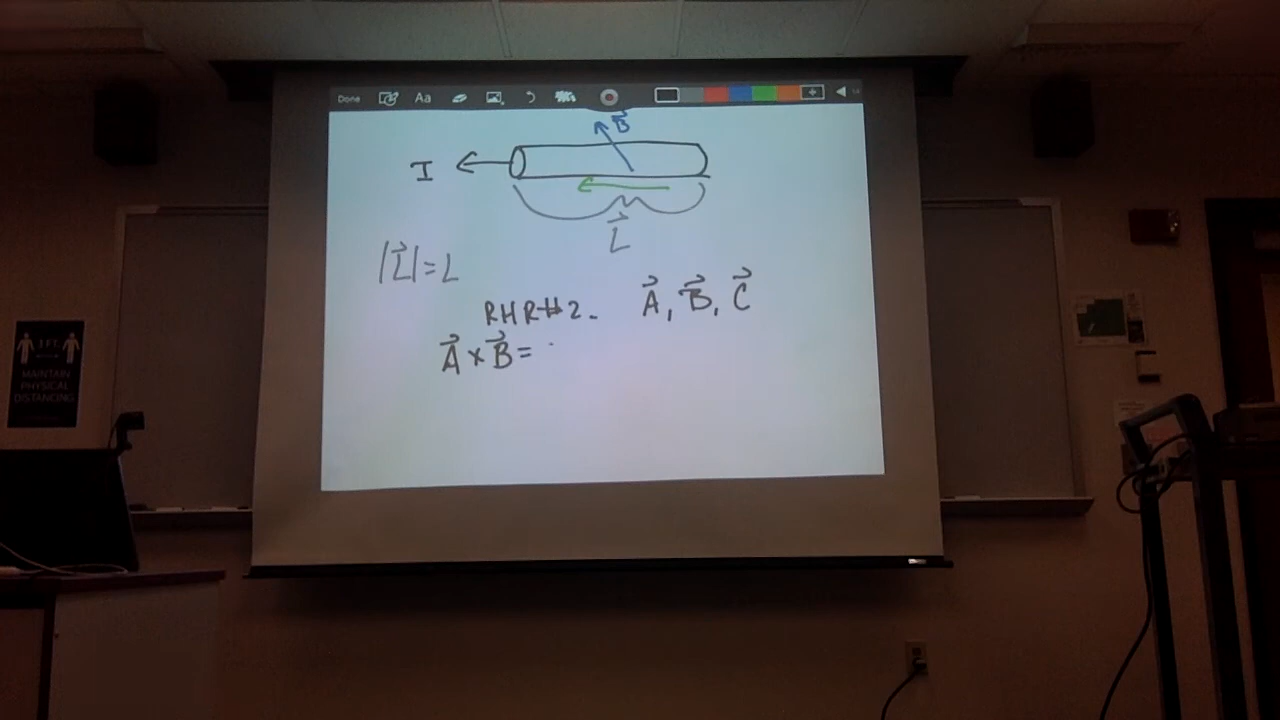 Done Aa
B⃗
I
L⃗
|L⃗| = L
RHR#2. A⃗, B⃗, C⃗
A⃗ × B⃗ =
MAINTAIN
PHYSICAL
DISTANCING